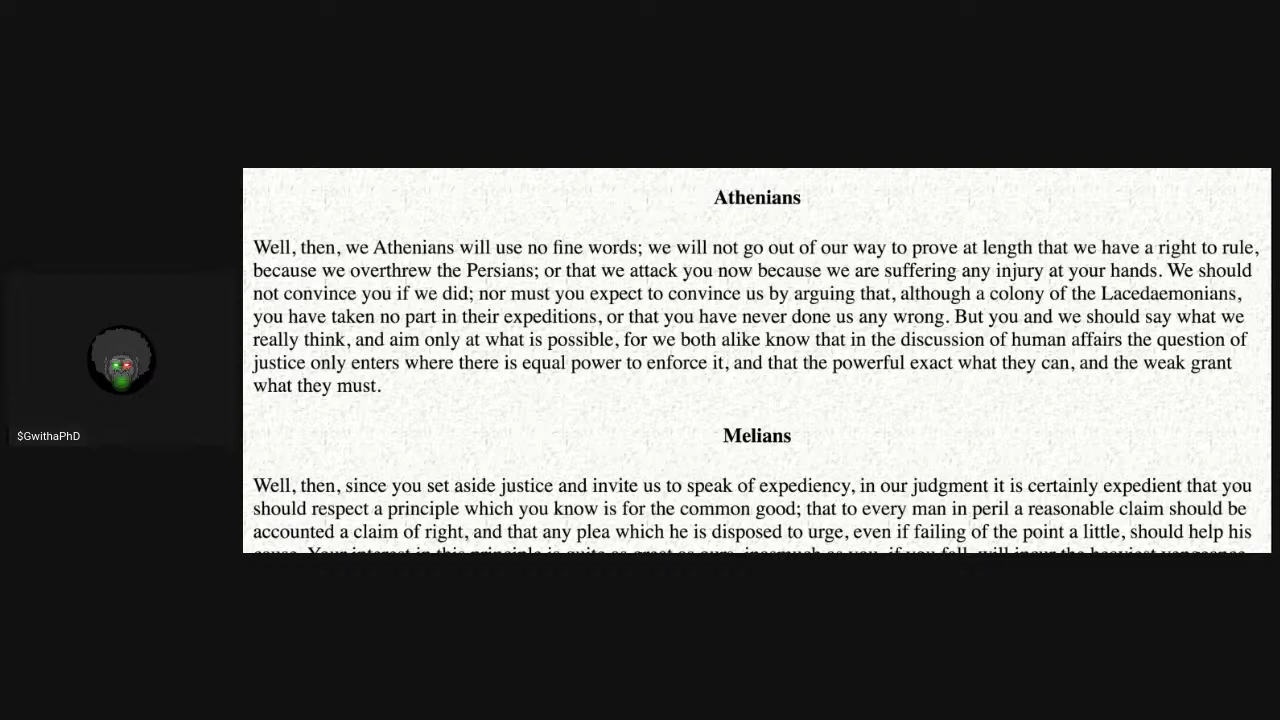 Athenians
Well, then, we Athenians will use no fine words; we will not go out of our way to prove at length that we have a right to rule,
because we overthrew the Persians; or that we attack you now because we are suffering any injury at your hands. We should
not convince you if we did; nor must you expect to convince us by arguing that, although a colony of the Lacedaemonians,
you have taken no part in their expeditions, or that you have never done us any wrong. But you and we should say what we
really think, and aim only at what is possible, for we both alike know that in the discussion of human affairs the question of
justice only enters where there is equal power to enforce it, and that the powerful exact what they can, and the weak grant
what they must.
$GwithaPhD
Melians
Well, then, since you set aside justice and invite us to speak of expediency, in our judgment it is certainly expedient that you
should respect a principle which you know is for the common good; that to every man in peril a reasonable claim should be
accounted a claim of right, and that any plea which he is disposed to urge, even if failing of the point a little, should help his